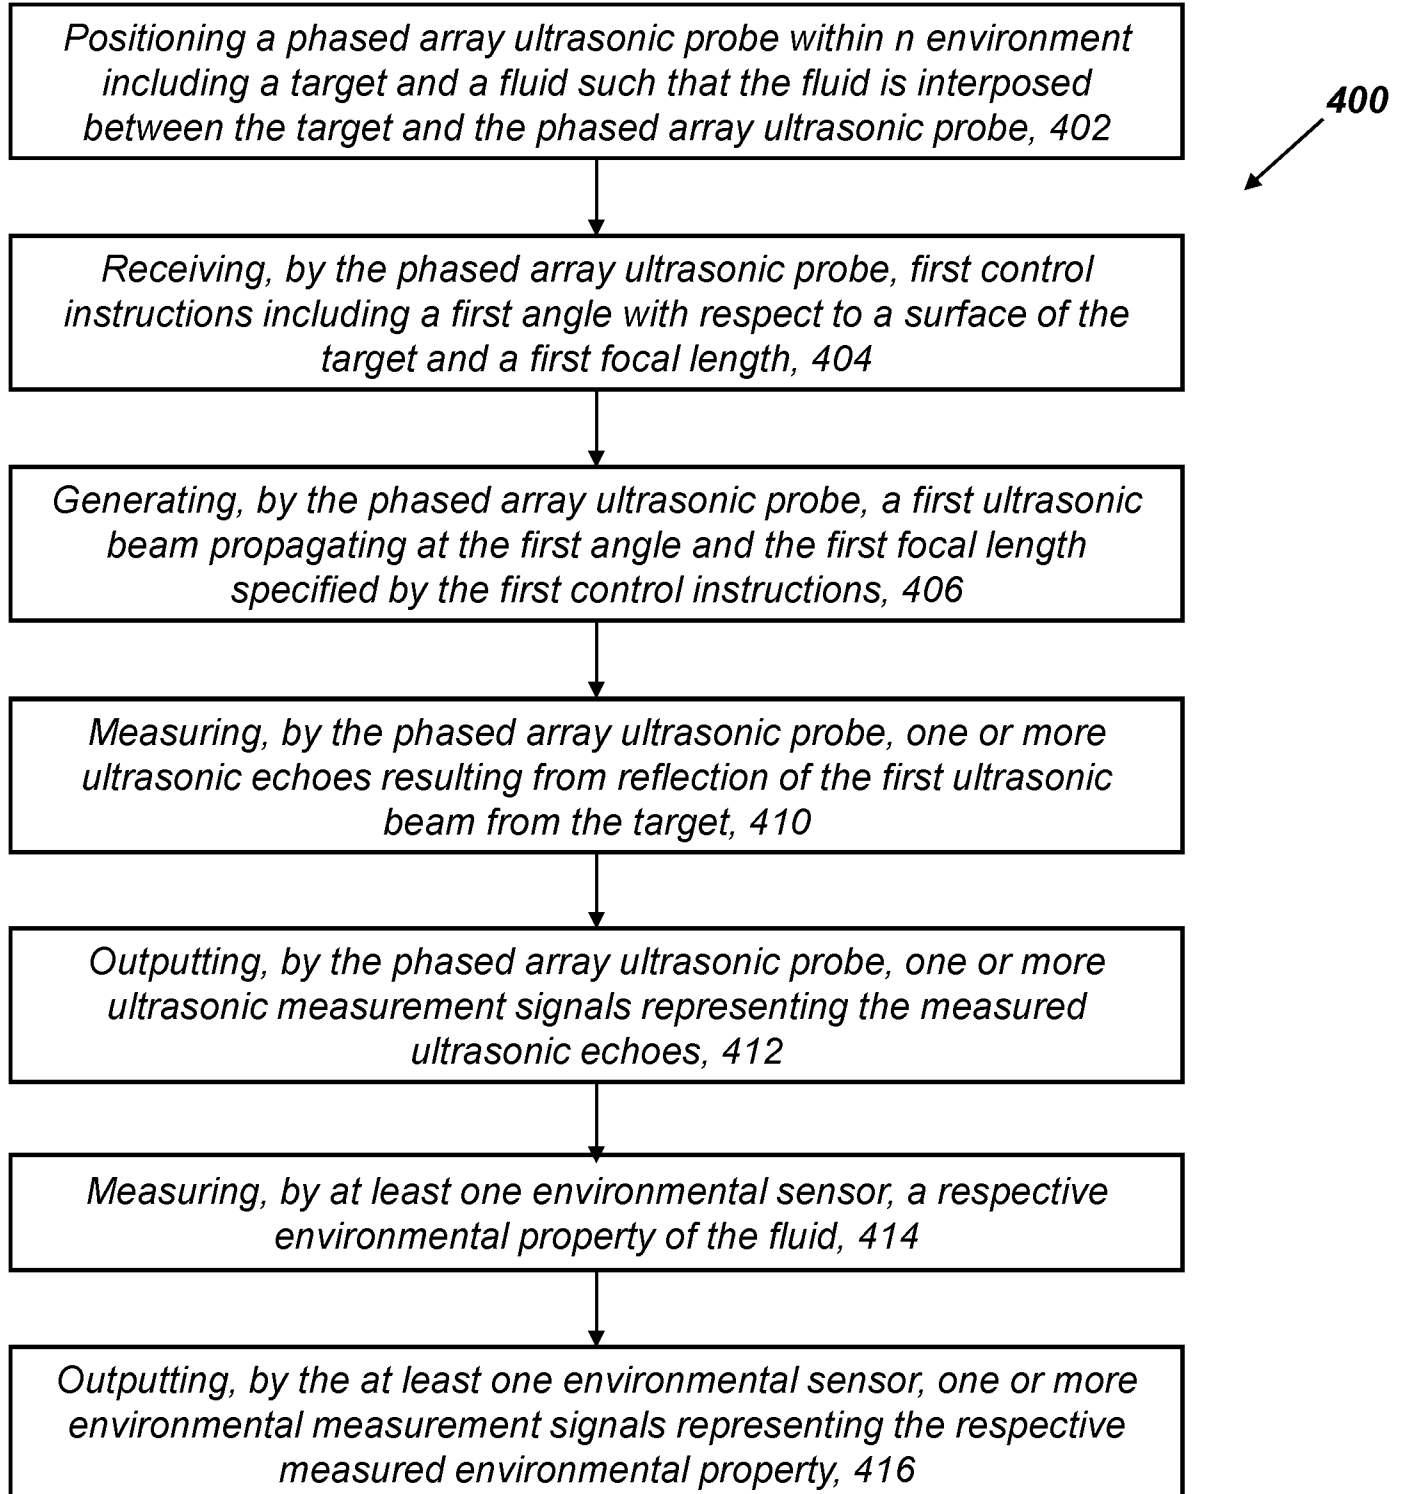 Positioning a phased array ultrasonic probe within n environment
including a target and a fluid such that the fluid is interposed
between the target and the phased array ultrasonic probe, 402
400
Receiving, by the phased array ultrasonic probe, first control
instructions including a first angle with respect to a surface of the
target and a first focal length, 404
Generating, by the phased array ultrasonic probe, a first ultrasonic
beam propagating at the first angle and the first focal length
specified by the first control instructions, 406
Measuring, by the phased array ultrasonic probe, one or more
ultrasonic echoes resulting from reflection of the first ultrasonic
beam from the target, 410
Outputting, by the phased array ultrasonic probe, one or more
ultrasonic measurement signals representing the measured
ultrasonic echoes, 412
Measuring, by at least one environmental sensor, a respective
environmental property of the fluid, 414
Outputting, by the at least one environmental sensor, one or more
environmental measurement signals representing the respective
measured environmental property, 416